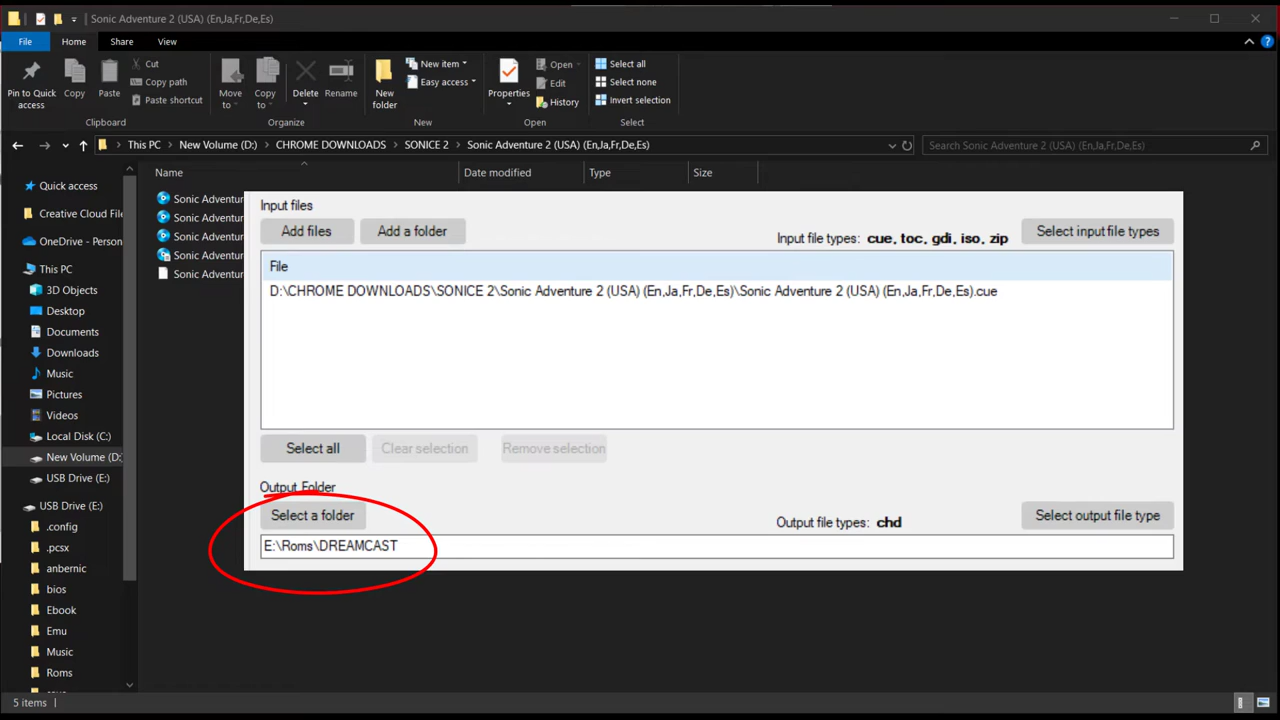 Sonic Adventure 2 (USA) (En,Ja,Fr,De,Es)
File Home Share View
Pin to Quick access
Copy
Paste
Cut
Copy path
Paste shortcut
Move to
Copy to
Delete
Rename
New folder
New item
Easy access
Properties
Open
Edit
History
Select all
Select none
Invert selection
Clipboard Organize New Open Select
This PC > New Volume (D:) > CHROME DOWNLOADS > SONICE 2 > Sonic Adventure 2 (USA) (En,Ja,Fr,De,Es)
Search Sonic Adventure 2 (USA) (En,Ja,Fr,De,Es)
Name Date modified Type Size
Quick access
Creative Cloud File
OneDrive - Person
This PC
3D Objects
Desktop
Documents
Downloads
Music
Pictures
Videos
Local Disk (C:)
New Volume (D:
USB Drive (E:)
USB Drive (E:)
.config
.pcsx
anbernic
bios
Ebook
Emu
Music
Roms
Sonic Adventur
Sonic Adventur
Sonic Adventur
Sonic Adventur
Sonic Adventur
Input files
Add files Add a folder
Input file types: cue, toc, gdi, iso, zip
Select input file types
File
D:\CHROME DOWNLOADS\SONICE 2\Sonic Adventure 2 (USA) (En,Ja,Fr,De,Es)\Sonic Adventure 2 (USA) (En,Ja,Fr,De,Es).cue
Select all Clear selection Remove selection
Output Folder
Select a folder
Output file types: chd
Select output file type
E:\Roms\DREAMCAST
5 items